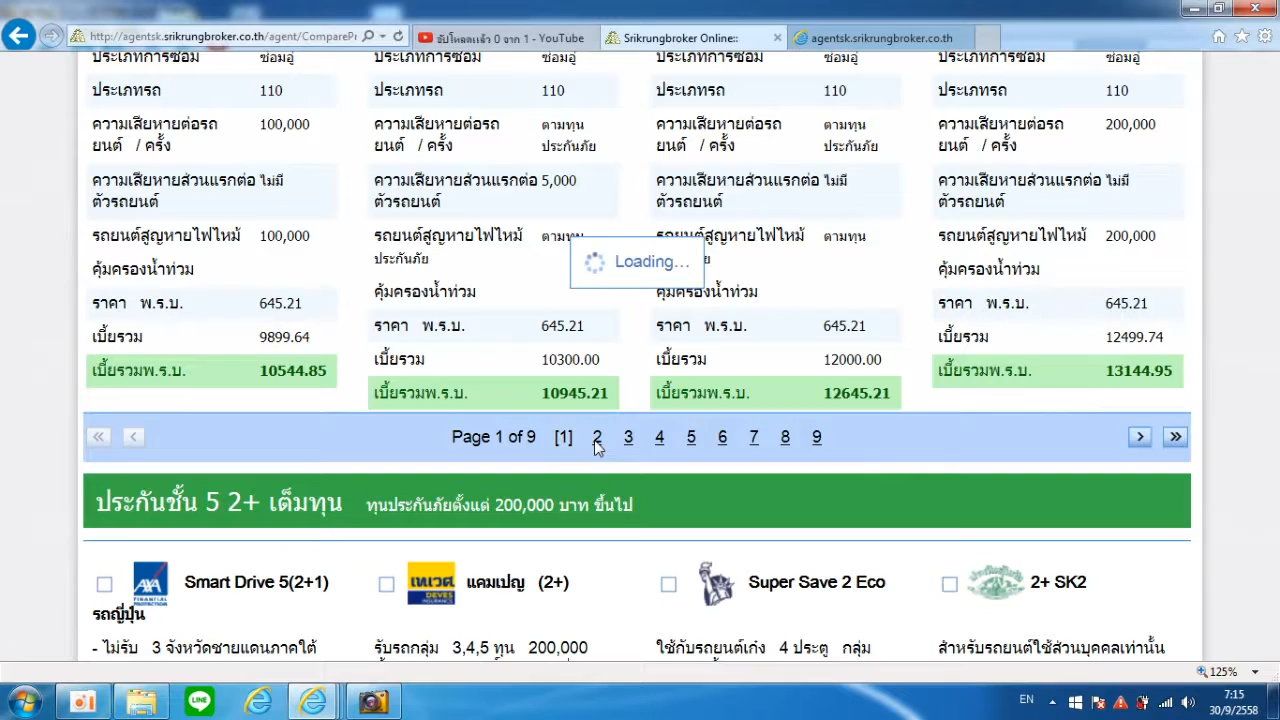 http://agentsk.srikrungbroker.co.th/agent/ComparePr
อัปโหลดแล้ว 0 จาก 1 - YouTube
Srikrungbroker Online::
agentsk.srikrungbroker.co.th
ประเภทการซ่อม ซ่อมอู่ ประเภทการซ่อม ซ่อมอู่ ประเภทการซ่อม ซ่อมอู่ ประเภทการซ่อม ซ่อมอู่
ประเภทรถ 110 ประเภทรถ 110 ประเภทรถ 110 ประเภทรถ 110
ความเสียหายต่อรถ 100,000 ความเสียหายต่อรถ ตามทุน ความเสียหายต่อรถ ตามทุน ความเสียหายต่อรถ 200,000
ยนต์ / ครั้ง ยนต์ / ครั้ง ประกันภัย ยนต์ / ครั้ง ประกันภัย ยนต์ / ครั้ง
ความเสียหายส่วนแรกต่อ ไม่มี ความเสียหายส่วนแรกต่อ 5,000 ความเสียหายส่วนแรกต่อ ไม่มี ความเสียหายส่วนแรกต่อ ไม่มี
ตัวรถยนต์ ตัวรถยนต์ ตัวรถยนต์ ตัวรถยนต์
รถยนต์สูญหายไฟไหม้ 100,000 รถยนต์สูญหายไฟไหม้ ตามทุน รถยนต์สูญหายไฟไหม้ ตามทุน รถยนต์สูญหายไฟไหม้ 200,000
ประกันภัย
Loading...
คุ้มครองน้ำท่วม คุ้มครองน้ำท่วม คุ้มครองน้ำท่วม คุ้มครองน้ำท่วม
ราคา พ.ร.บ. 645.21 ราคา พ.ร.บ. 645.21 ราคา พ.ร.บ. 645.21 ราคา พ.ร.บ. 645.21
เบี้ยรวม 9899.64 เบี้ยรวม 10300.00 เบี้ยรวม 12000.00 เบี้ยรวม 12499.74
เบี้ยรวมพ.ร.บ. 10544.85 เบี้ยรวมพ.ร.บ. 10945.21 เบี้ยรวมพ.ร.บ. 12645.21 เบี้ยรวมพ.ร.บ. 13144.95
Page 1 of 9 [1] 2 3 4 5 6 7 8 9
ประกันชั้น 5 2+ เต็มทุน ทุนประกันภัยตั้งแต่ 200,000 บาท ขึ้นไป
AXA FINANCIAL PROTECTION Smart Drive 5(2+1) เทเวศ DEVES INSURANCE แคมเปญ (2+) Super Save 2 Eco 2+ SK2
รถญี่ปุ่น
- ไม่รับ 3 จังหวัดชายแดนภาคใต้ รับรถกลุ่ม 3,4,5 ทุน 200,000 ใช้กับรถยนต์เก๋ง 4 ประตู กลุ่ม สำหรับรถยนต์ใช้ส่วนบุคคลเท่านั้น
125%
LINE
EN
7:15
30/9/2558